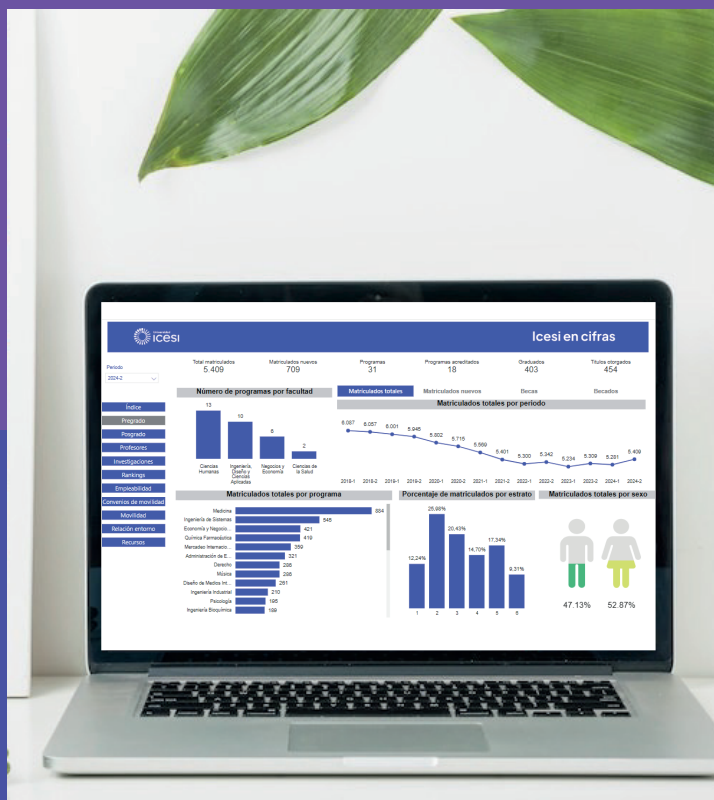 UNIVERSIDAD
icesi
Icesi en cifras
Período
2024-2
Total matriculados
5.409
Matriculados nuevos
709
Programas
31
Programas acreditados
18
Graduados
403
Títulos otorgados
454
Índice
Pregrado
Posgrado
Profesores
Investigaciones
Rankings
Empleabilidad
Convenios de movilidad
Movilidad
Relación entorno
Recursos
Número de programas por facultad
13
10
6
2
Ciencias Humanas
Ingeniería, Diseño y Ciencias Aplicadas
Negocios y Economía
Ciencias de la Salud
Matriculados totales
Matriculados nuevos
Becas
Becados
Matriculados totales por período
6.087
6.057
6.001
5.945
5.802
5.715
5.569
5.401
5.300
5.342
5.234
5.309
5.281
5.409
2018-1
2018-2
2019-1
2019-2
2020-1
2020-2
2021-1
2021-2
2022-1
2022-2
2023-1
2023-2
2024-1
2024-2
Matriculados totales por programa
Medicina 884
Ingeniería de Sistemas 545
Economía y Negocio... 421
Química Farmacéutica 410
Mercadeo Internacio... 359
Administración de E... 321
Derecho 286
Música 286
Diseño de Medios Int... 261
Ingeniería Industrial 210
Psicología 195
Ingeniería Bioquímica 189
Porcentaje de matriculados por estrato
12,24%
25,98%
20,43%
14,70%
17,34%
9,31%
1
2
3
4
5
6
Matriculados totales por sexo
47.13%
52.87%